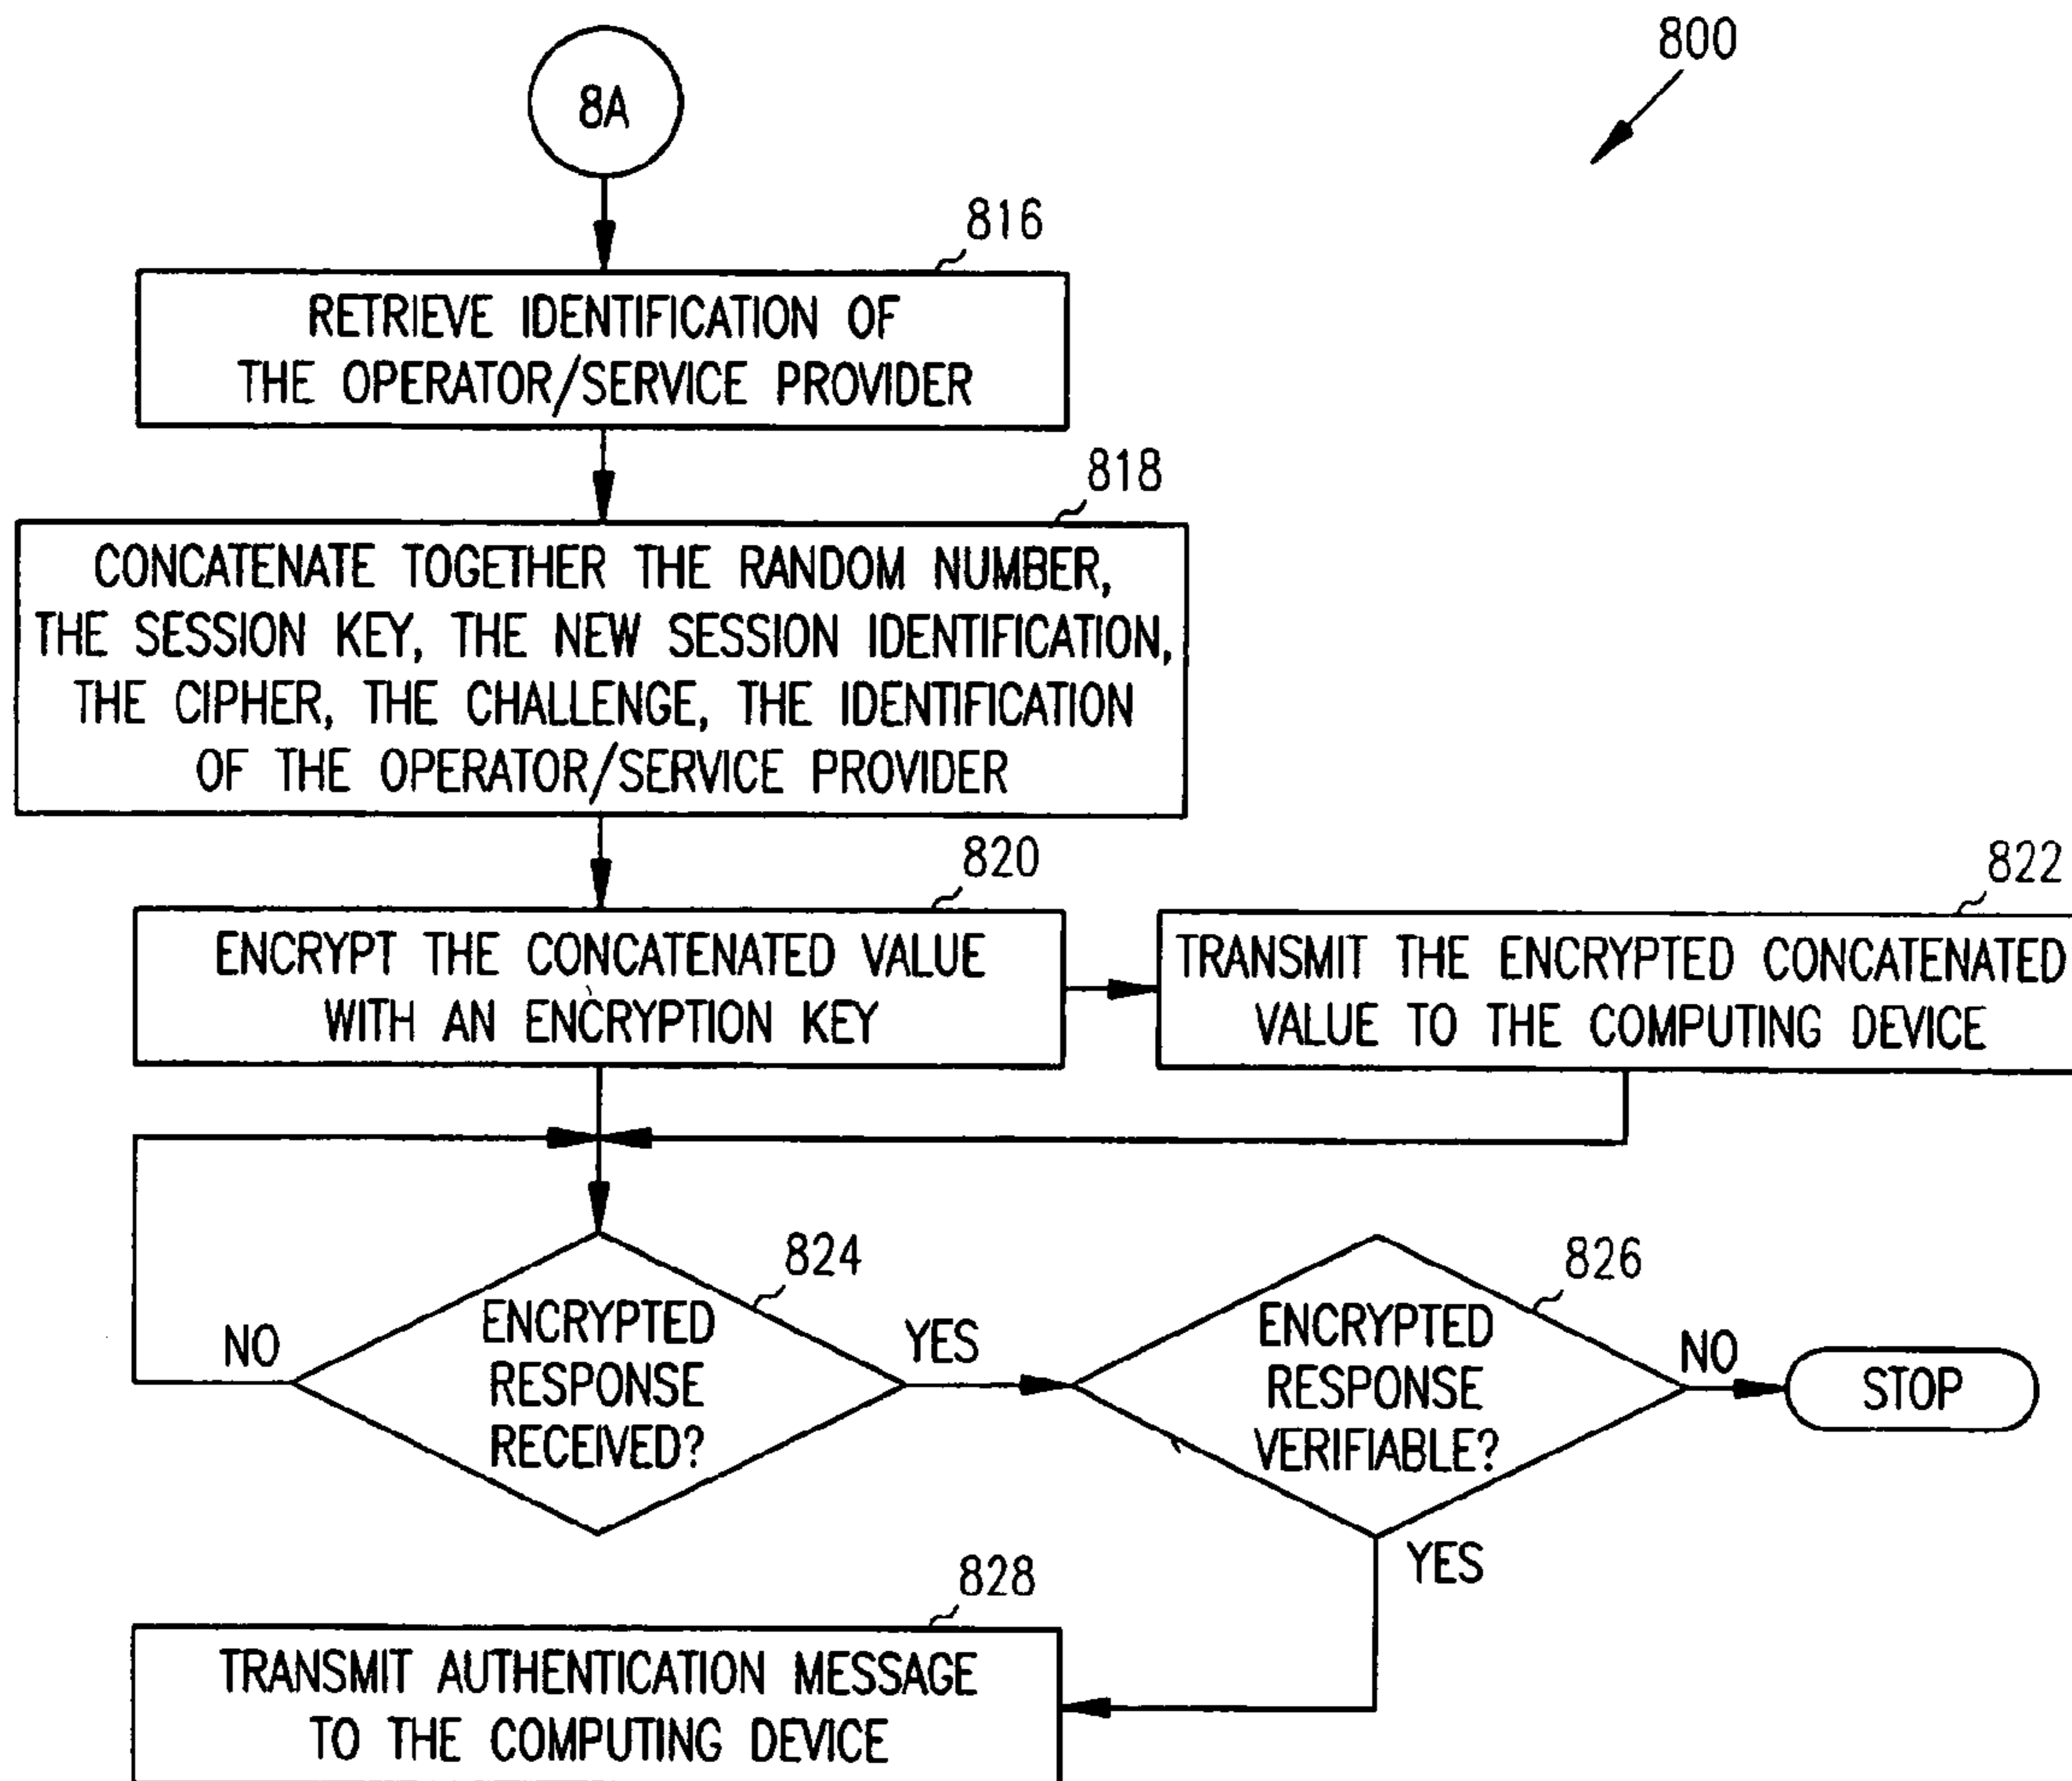 800
8A
816
RETRIEVE IDENTIFICATION OF
THE OPERATOR/SERVICE PROVIDER
818
CONCATENATE TOGETHER THE RANDOM NUMBER,
THE SESSION KEY, THE NEW SESSION IDENTIFICATION,
THE CIPHER, THE CHALLENGE, THE IDENTIFICATION
OF THE OPERATOR/SERVICE PROVIDER
820
ENCRYPT THE CONCATENATED VALUE
WITH AN ENCRYPTION KEY
822
TRANSMIT THE ENCRYPTED CONCATENATED
VALUE TO THE COMPUTING DEVICE
824
ENCRYPTED
RESPONSE
RECEIVED?
NO
YES
826
ENCRYPTED
RESPONSE
VERIFIABLE?
NO
STOP
YES
828
TRANSMIT AUTHENTICATION MESSAGE
TO THE COMPUTING DEVICE